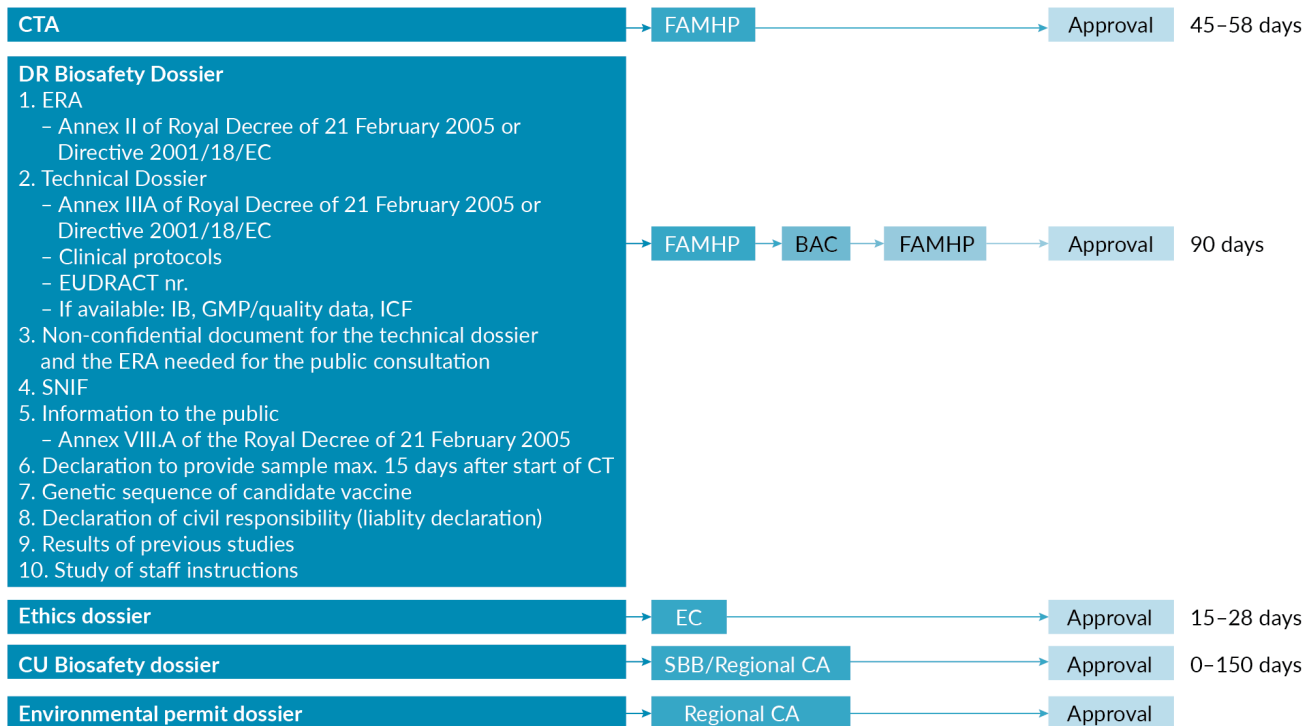 CTA
FAMHP
Approval
45–58 days
DR Biosafety Dossier
1. ERA
– Annex II of Royal Decree of 21 February 2005 or
Directive 2001/18/EC
2. Technical Dossier
– Annex IIIA of Royal Decree of 21 February 2005 or
Directive 2001/18/EC
– Clinical protocols
– EUDRACT nr.
– If available: IB, GMP/quality data, ICF
3. Non-confidential document for the technical dossier
and the ERA needed for the public consultation
4. SNIF
5. Information to the public
– Annex VIII.A of the Royal Decree of 21 February 2005
6. Declaration to provide sample max. 15 days after start of CT
7. Genetic sequence of candidate vaccine
8. Declaration of civil responsibility (liablity declaration)
9. Results of previous studies
10. Study of staff instructions
FAMHP
BAC
FAMHP
Approval
90 days
Ethics dossier
EC
Approval
15–28 days
CU Biosafety dossier
SBB/Regional CA
Approval
0–150 days
Environmental permit dossier
Regional CA
Approval